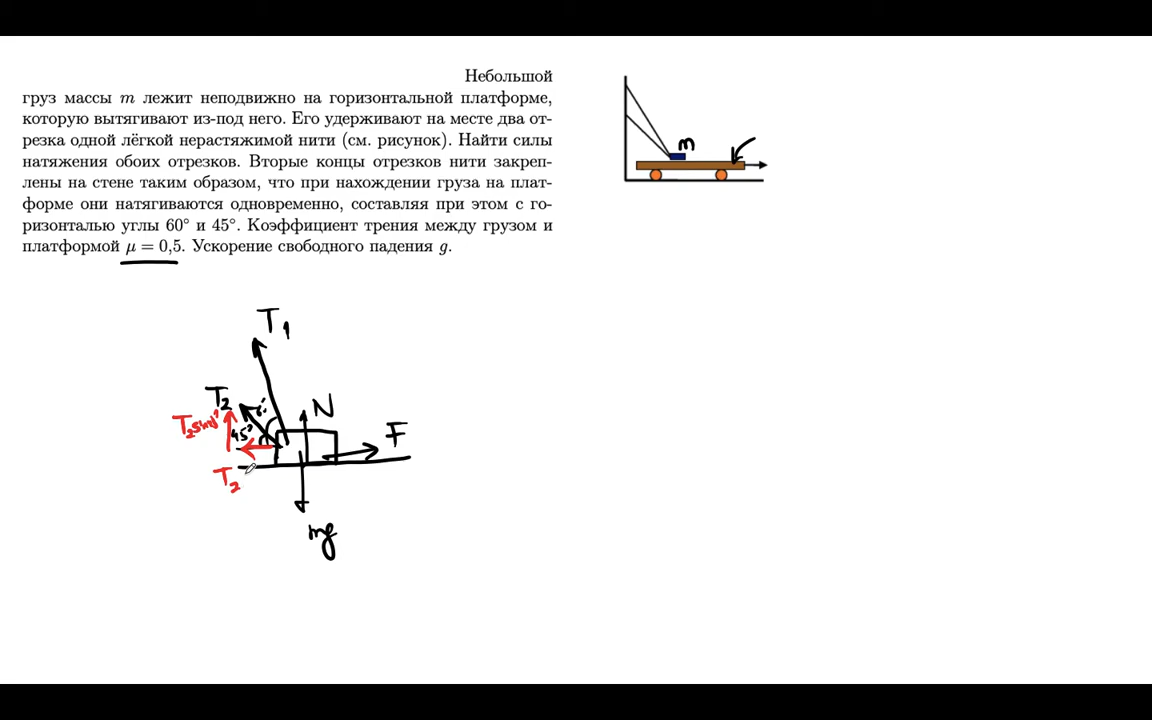 Небольшой
груз массы m лежит неподвижно на горизонтальной платформе,
которую вытягивают из-под него. Его удерживают на месте два от-
резка одной лёгкой нерастяжимой нити (см. рисунок). Найти силы
натяжения обоих отрезков. Вторые концы отрезков нити закреп-
лены на стене таким образом, что при нахождении груза на плат-
форме они натягиваются одновременно, составляя при этом с го-
ризонталью углы 60° и 45°. Коэффициент трения между грузом и
платформой μ = 0,5. Ускорение свободного падения g.
m
T₁
T₂
N
45°
F
T₂
mg